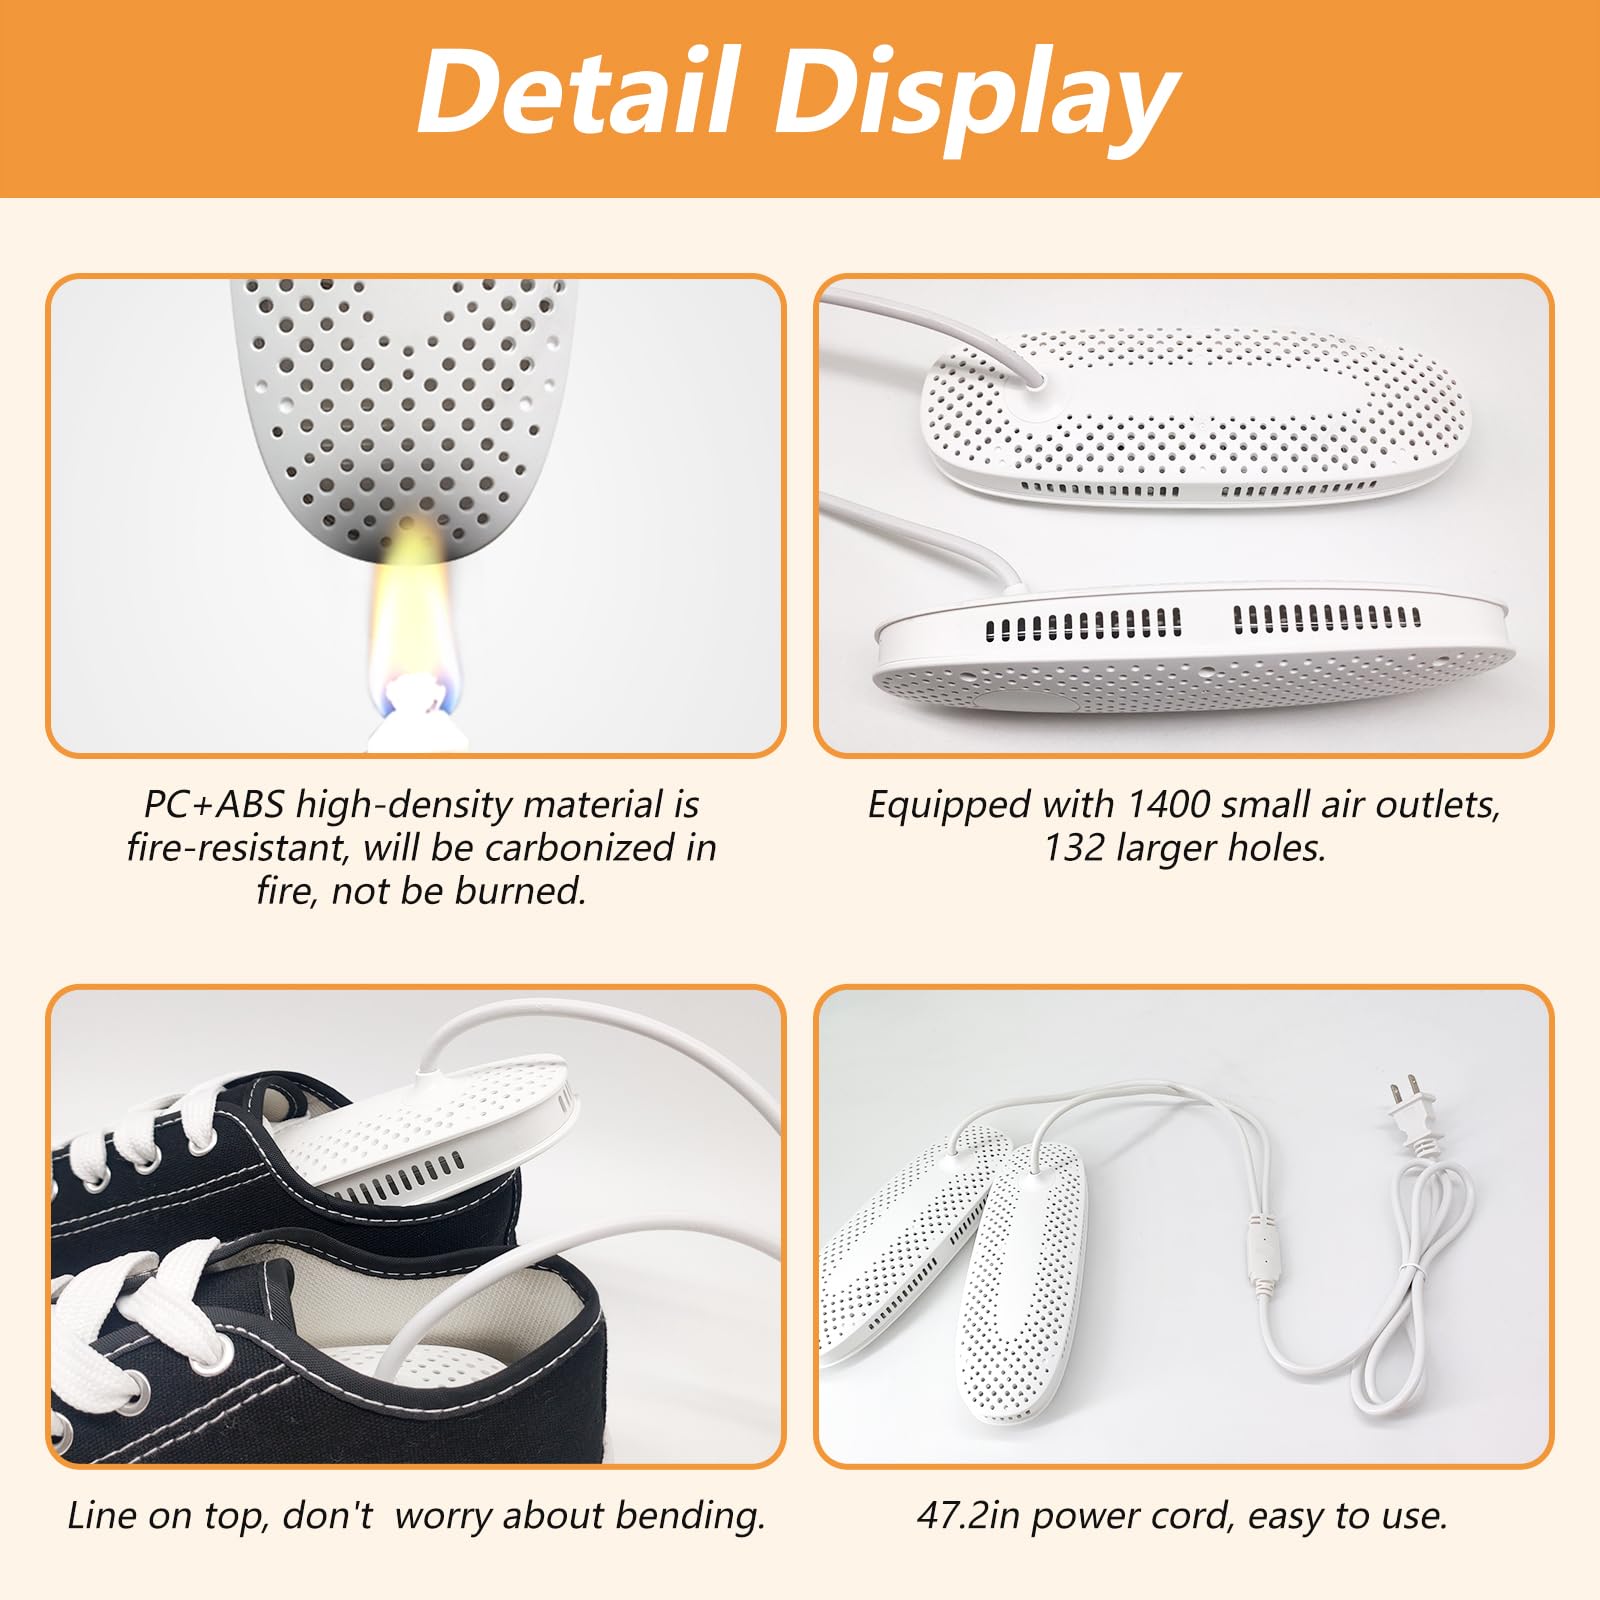 Detail Display
PC+ABS high-density material is
fire-resistant, will be carbonized in
fire, not be burned.
Equipped with 1400 small air outlets,
132 larger holes.
Line on top, don't  worry about bending.
47.2in power cord, easy to use.